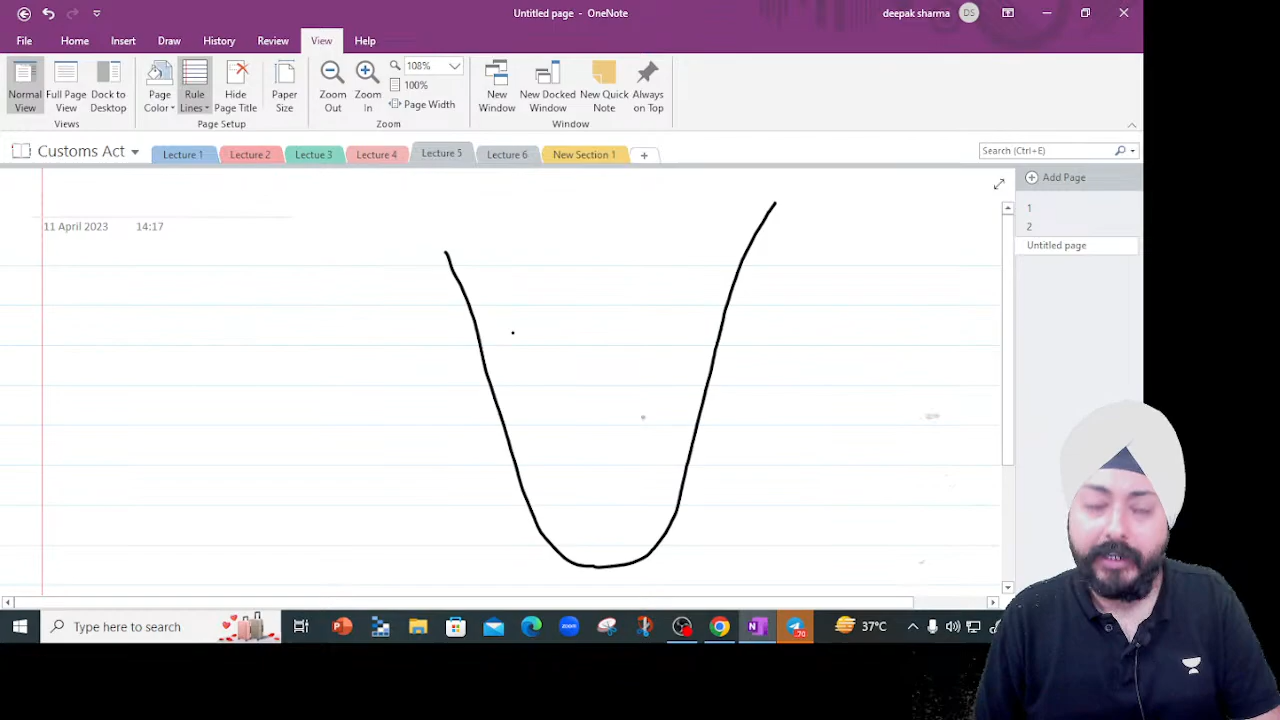 Untitled page - OneNote
deepak sharma DS
File Home Insert Draw History Review View Help
Normal View
Full Page View
Dock to Desktop
Page Color
Rule Lines
Hide Page Title
Paper Size
Zoom Out
Zoom In
108%
100%
Page Width
New Window
New Docked Window
New Quick Note
Always on Top
Views Page Setup Zoom Window
Customs Act Lecture 1 Lecture 2 Lectue 3 Lecture 4 Lecture 5 Lecture 6 New Section 1 Search (Ctrl+E)
Add Page
1
2
Untitled page
11 April 2023 14:17
Type here to search zoom 70 37°C